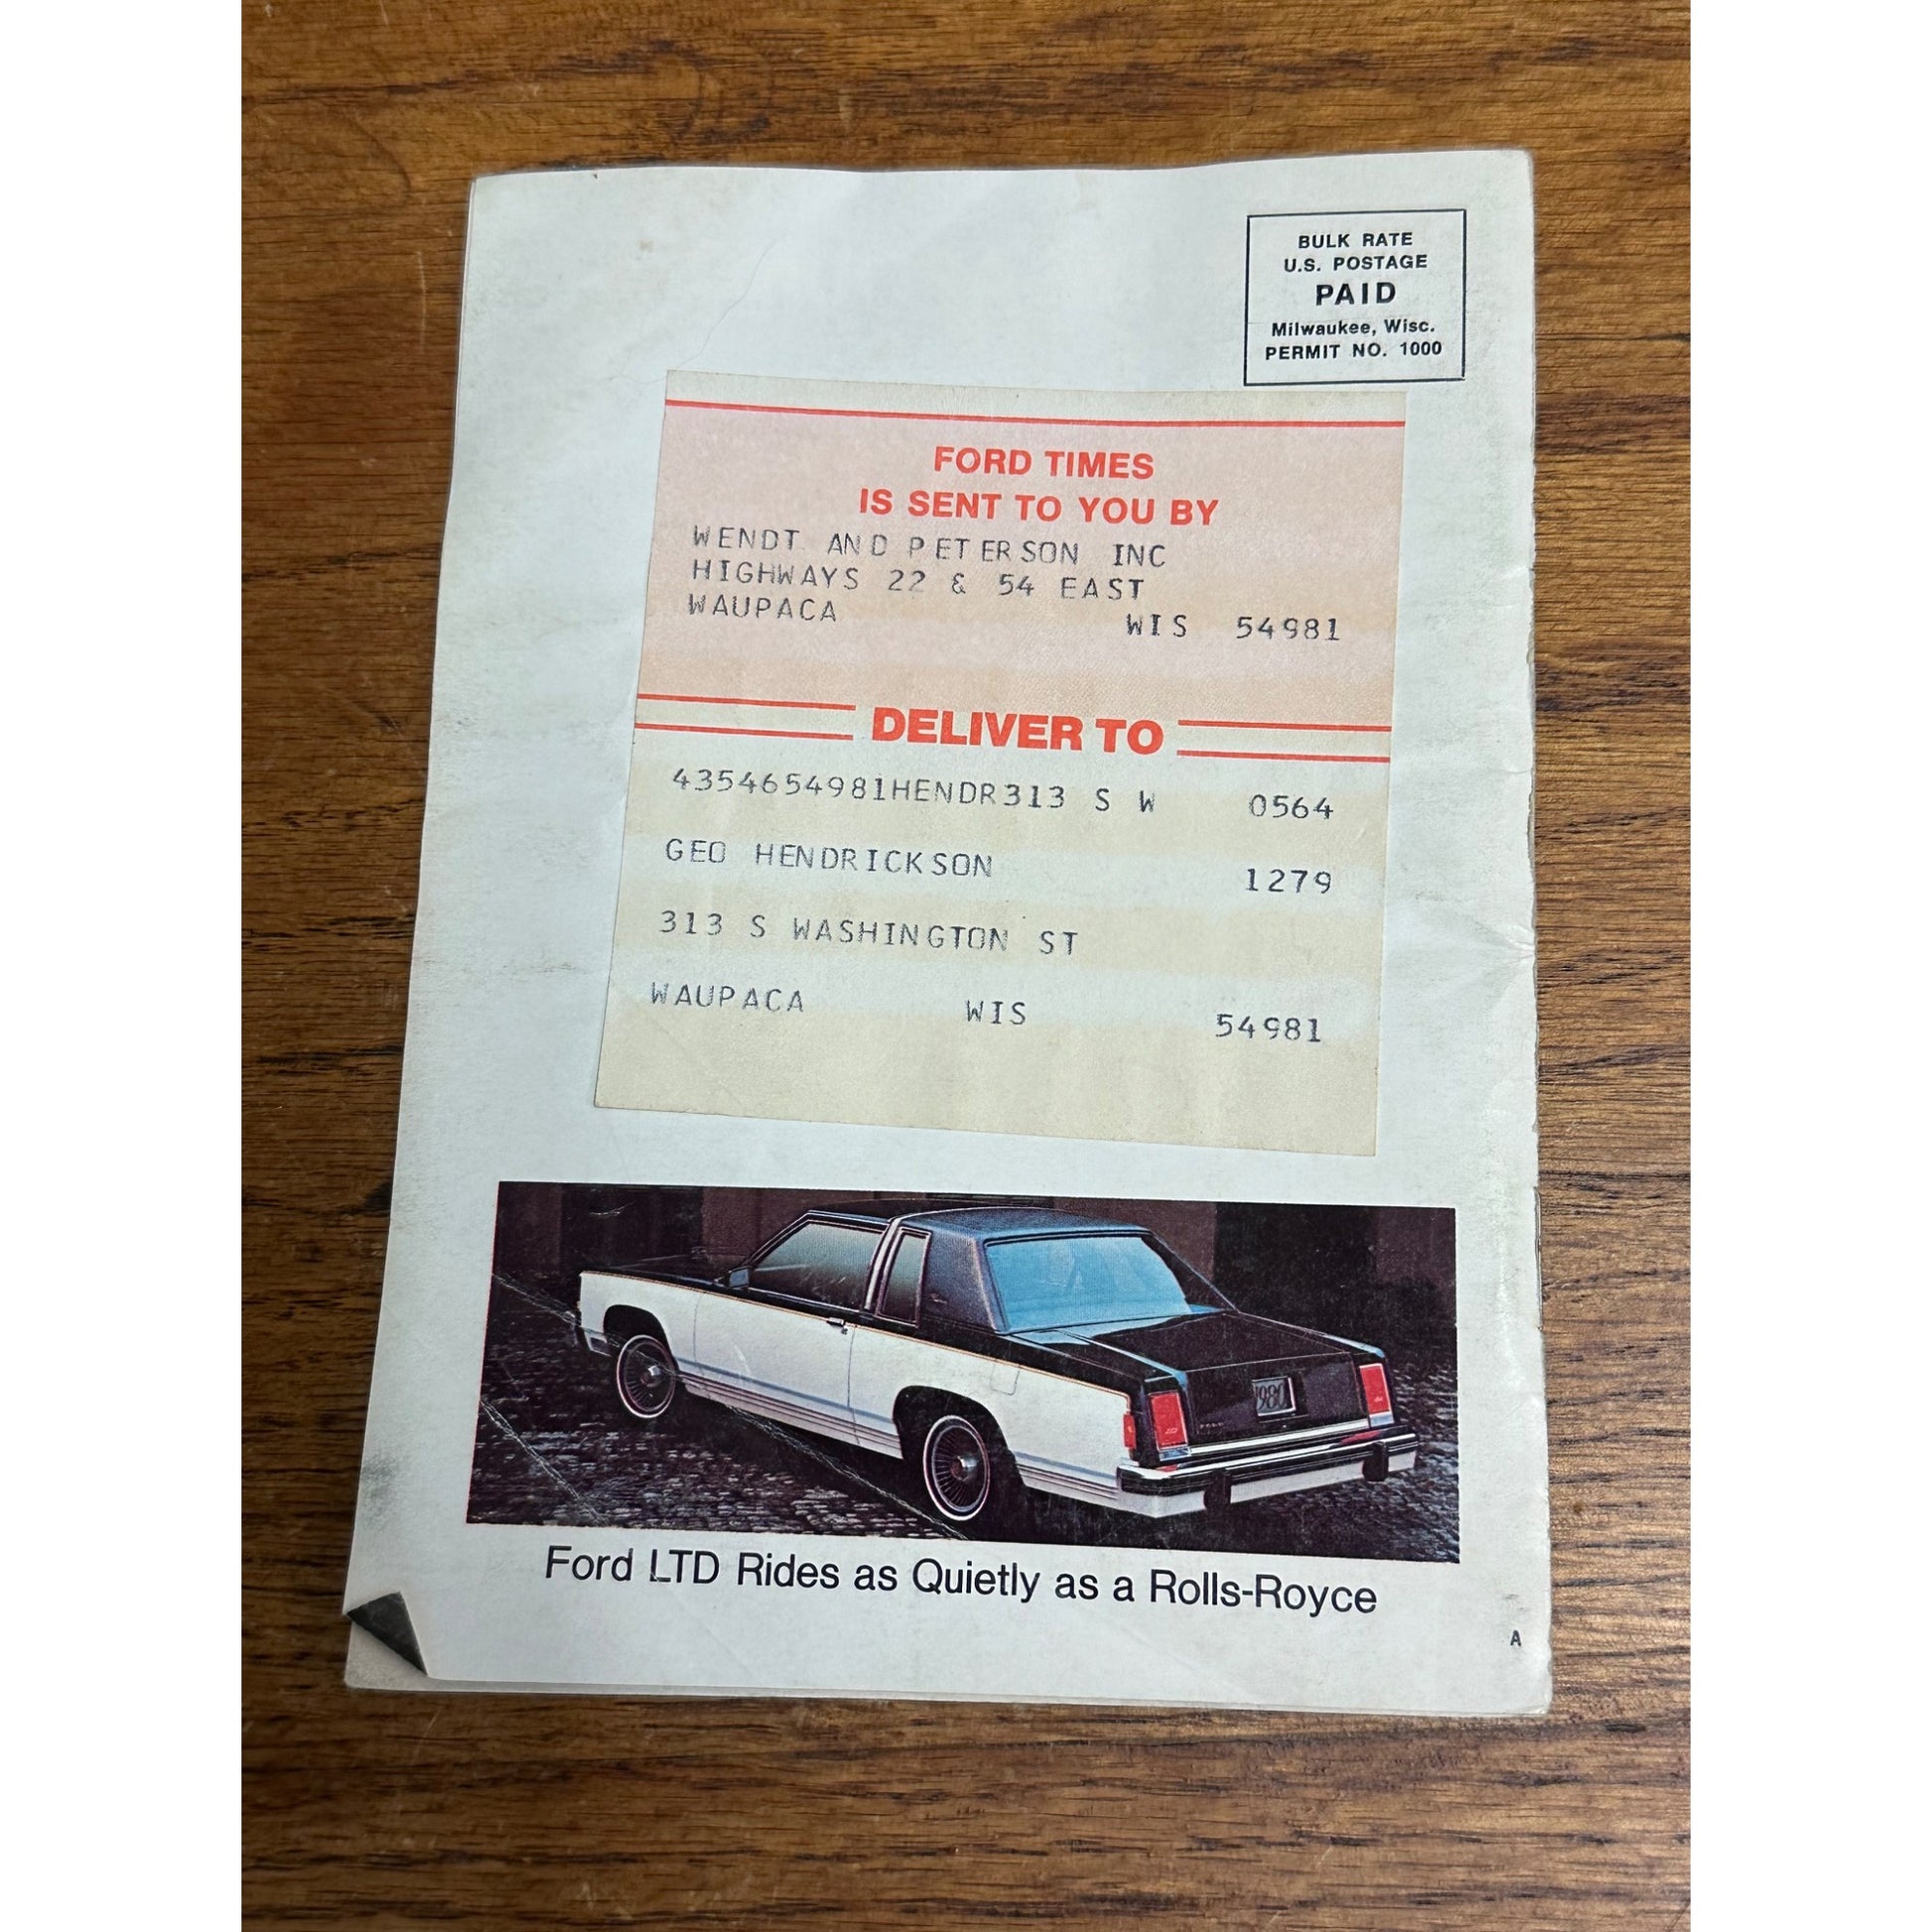 BULK RATE
U.S. POSTAGE
PAID
Milwaukee, Wisc.
PERMIT NO. 1000
FORD TIMES
IS SENT TO YOU BY
WENDT AND PETERSON INC
HIGHWAYS 22 & 54 EAST
WAUPACA WIS 54981
DELIVER TO
4354654981HENDR313 S W 0564
GEO HENDRICKSON 1279
313 S WASHINGTON ST
WAUPACA WIS 54981
1980
FORD
Ford LTD Rides as Quietly as a Rolls-Royce
A